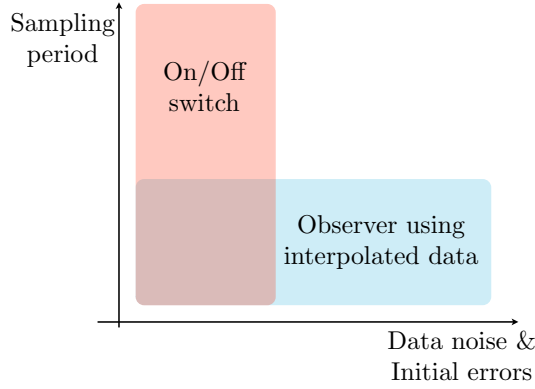 Sampling
period
On/Off
switch
Observer using
interpolated data
Data noise &
Initial errors